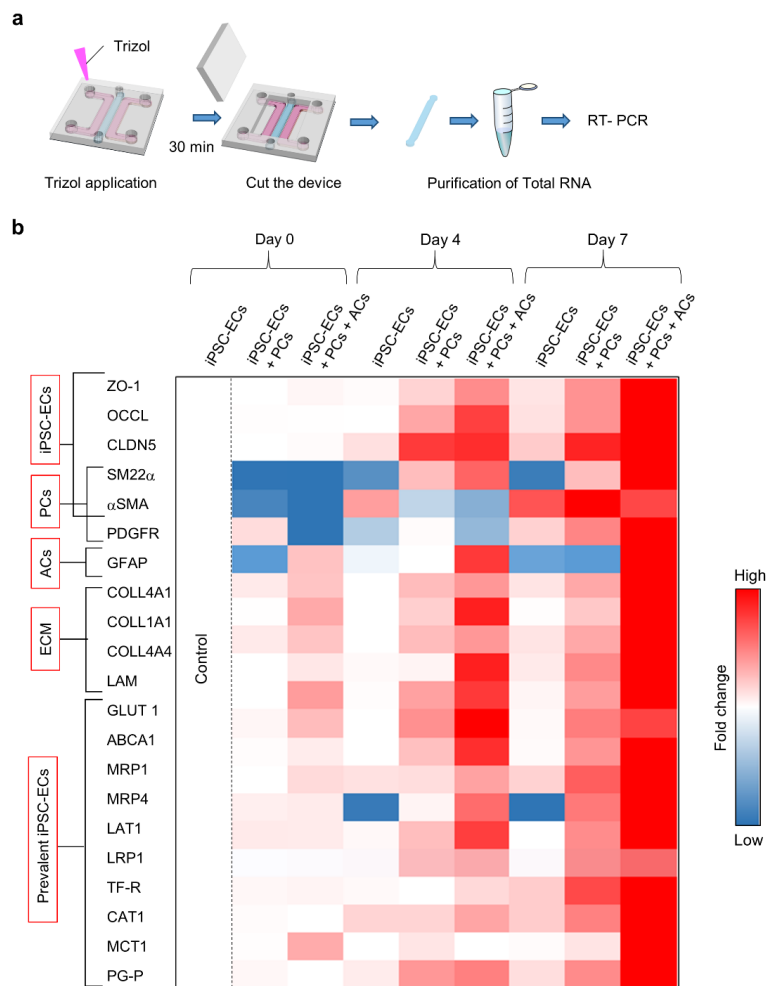 a
Trizol
30 min
RT- PCR
Trizol application
Cut the device
Purification of Total RNA
b
Day 0
Day 4
Day 7
iPSC-ECs
iPSC-ECs
+ PCs
iPSC-ECs
+ PCs + ACs
iPSC-ECs
iPSC-ECs
+ PCs
iPSC-ECs
+ PCs + ACs
iPSC-ECs
iPSC-ECs
+ PCs
iPSC-ECs
+ PCs + ACs
iPSC-ECs
PCs
ACs
ECM
Prevalent iPSC-ECs
ZO-1
OCCL
CLDN5
SM22α
αSMA
PDGFR
GFAP
COLL4A1
COLL1A1
COLL4A4
LAM
GLUT 1
ABCA1
MRP1
MRP4
LAT1
LRP1
TF-R
CAT1
MCT1
PG-P
Control
High
Fold change
Low